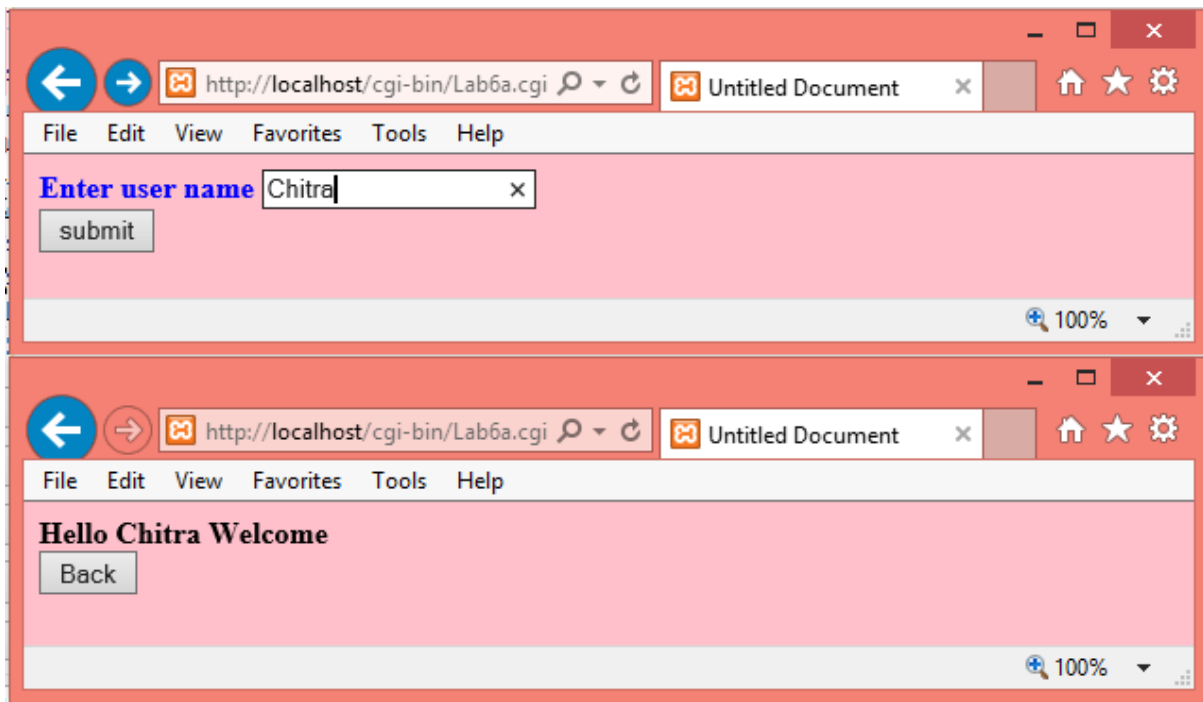 http://localhost/cgi-bin/Lab6a.cgi Untitled Document
File Edit View Favorites Tools Help
Enter user name Chitra
submit
100%
http://localhost/cgi-bin/Lab6a.cgi Untitled Document
File Edit View Favorites Tools Help
Hello Chitra Welcome
Back
100%